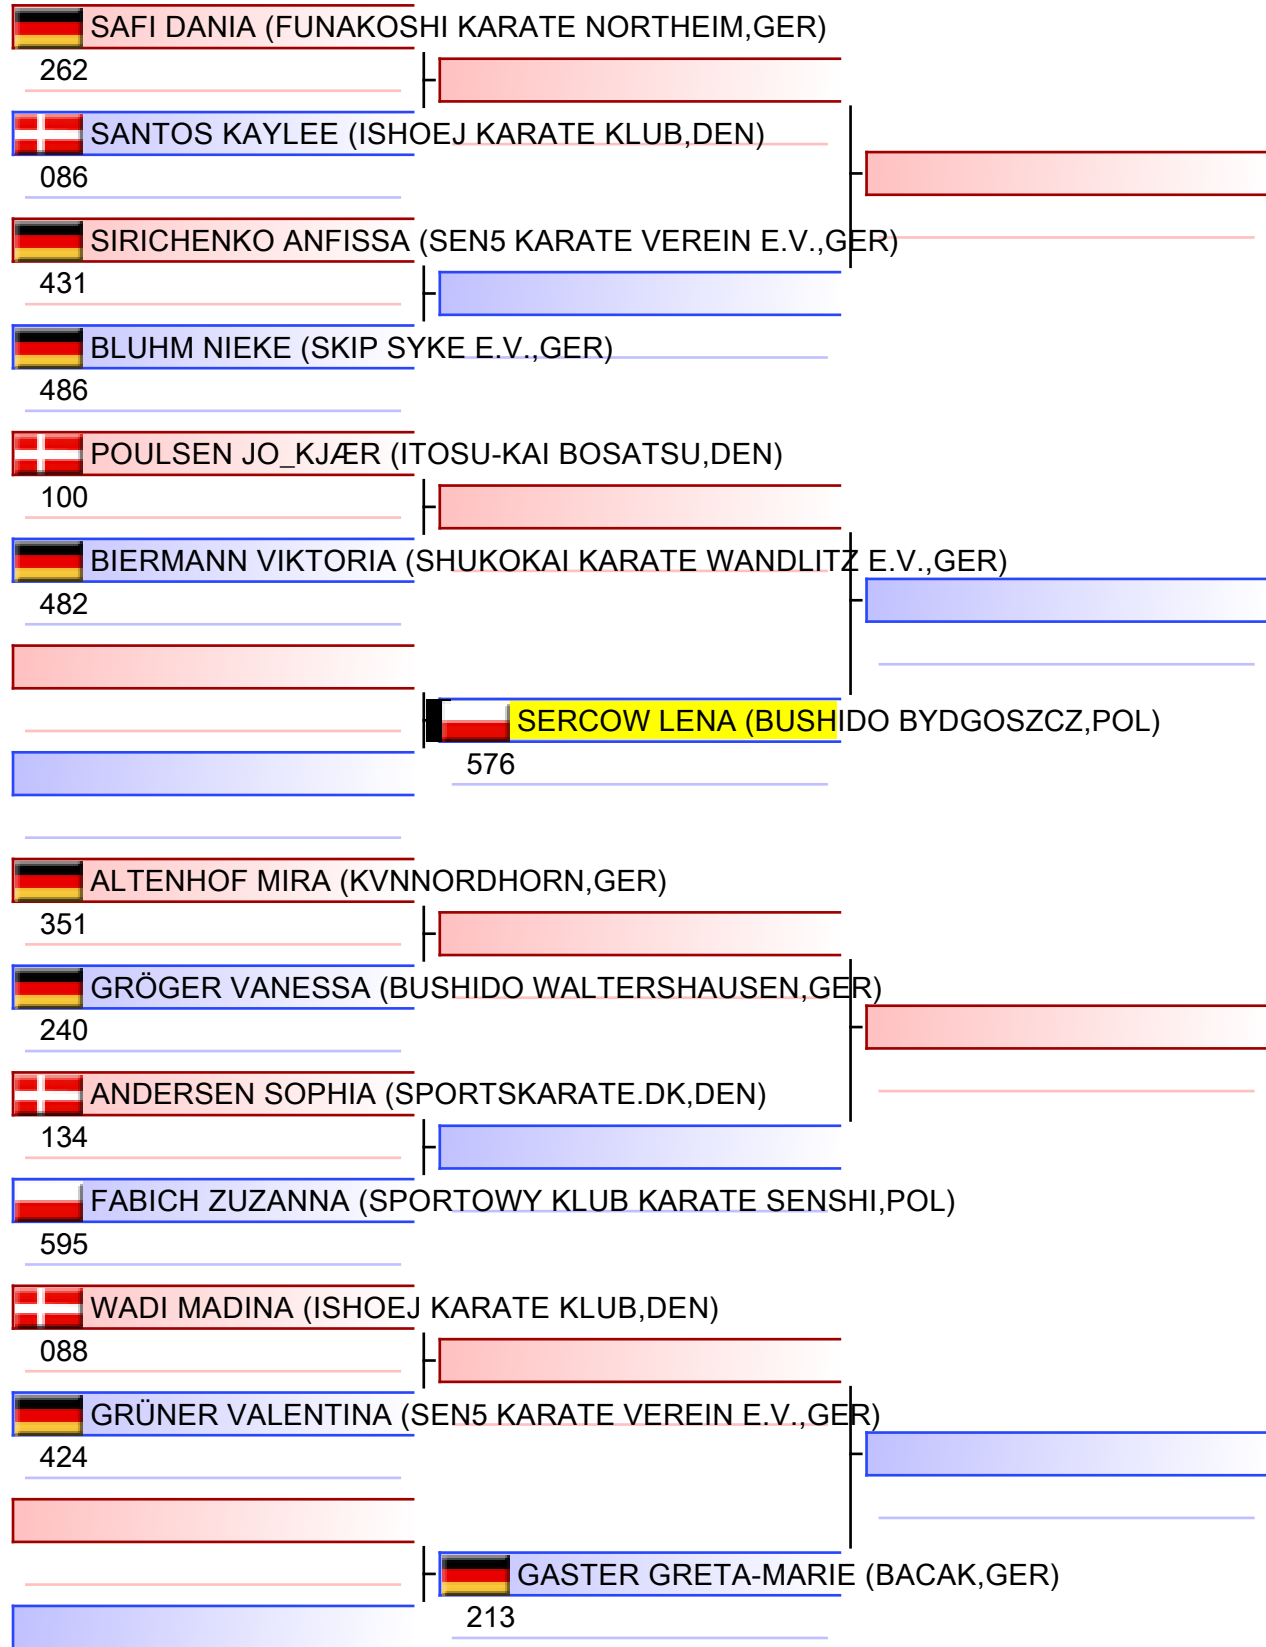 SAFI DANIA (FUNAKOSHI KARATE NORTHEIM,GER)
262
SANTOS KAYLEE (ISHOEJ KARATE KLUB,DEN)
086
SIRICHENKO ANFISSA (SEN5 KARATE VEREIN E.V.,GER)
431
BLUHM NIEKE (SKIP SYKE E.V.,GER)
486
POULSEN JO_KJÆR (ITOSU-KAI BOSATSU,DEN)
100
BIERMANN VIKTORIA (SHUKOKAI KARATE WANDLITZ E.V.,GER)
482
SERCOW LENA (BUSHIDO BYDGOSZCZ,POL)
576
ALTENHOF MIRA (KVNNORDHORN,GER)
351
GRÖGER VANESSA (BUSHIDO WALTERSHAUSEN,GER)
240
ANDERSEN SOPHIA (SPORTSKARATE.DK,DEN)
134
FABICH ZUZANNA (SPORTOWY KLUB KARATE SENSHI,POL)
595
WADI MADINA (ISHOEJ KARATE KLUB,DEN)
088
GRÜNER VALENTINA (SEN5 KARATE VEREIN E.V.,GER)
424
GASTER GRETA-MARIE (BACAK,GER)
213